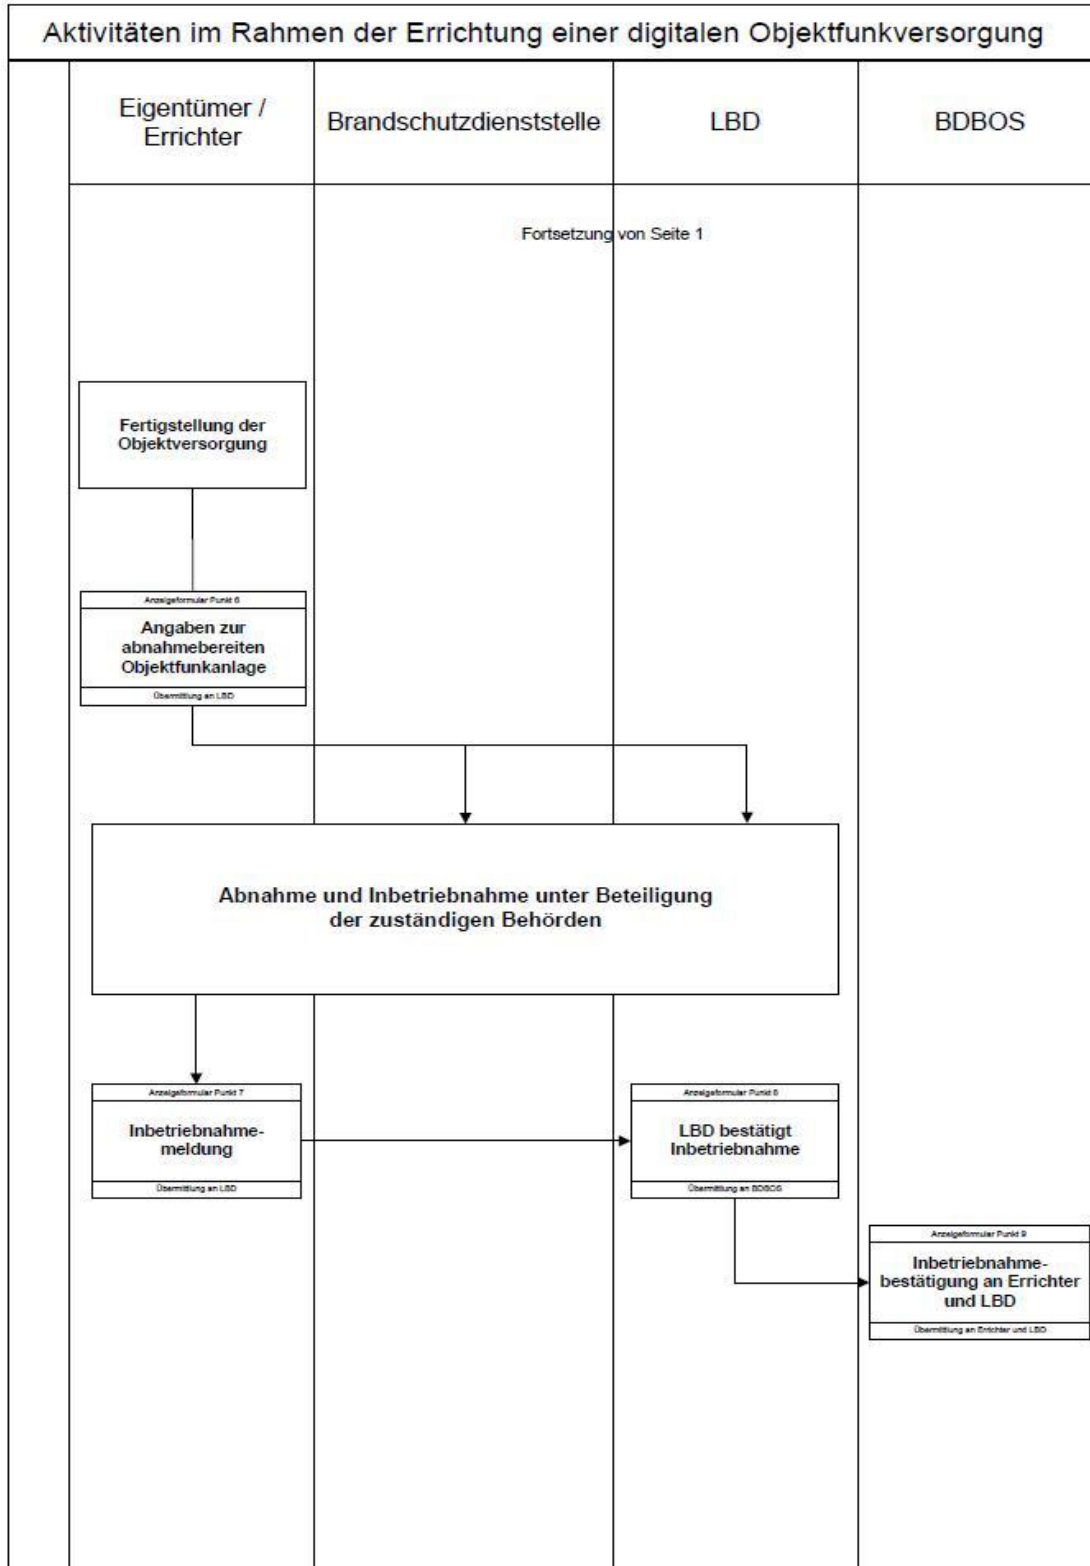 Aktivitäten im Rahmen der Errichtung einer digitalen Objektfunkversorgung
Eigentümer /
Errichter
Brandschutzdienststelle
LBD
BDBOS
Fortsetzung von Seite 1
Fertigstellung der
Objektversorgung
Anzeigeformular Punkt 6
Angaben zur
abnahmebereiten
Objektfunkanlage
Übermittlung an LBD
Abnahme und Inbetriebnahme unter Beteiligung
der zuständigen Behörden
Anzeigeformular Punkt 7
Inbetriebnahme-
meldung
Übermittlung an LBD
Anzeigeformular Punkt 8
LBD bestätigt
Inbetriebnahme
Übermittlung an BDBOS
Anzeigeformular Punkt 9
Inbetriebnahme-
bestätigung an Errichter
und LBD
Übermittlung an Errichter und LBD